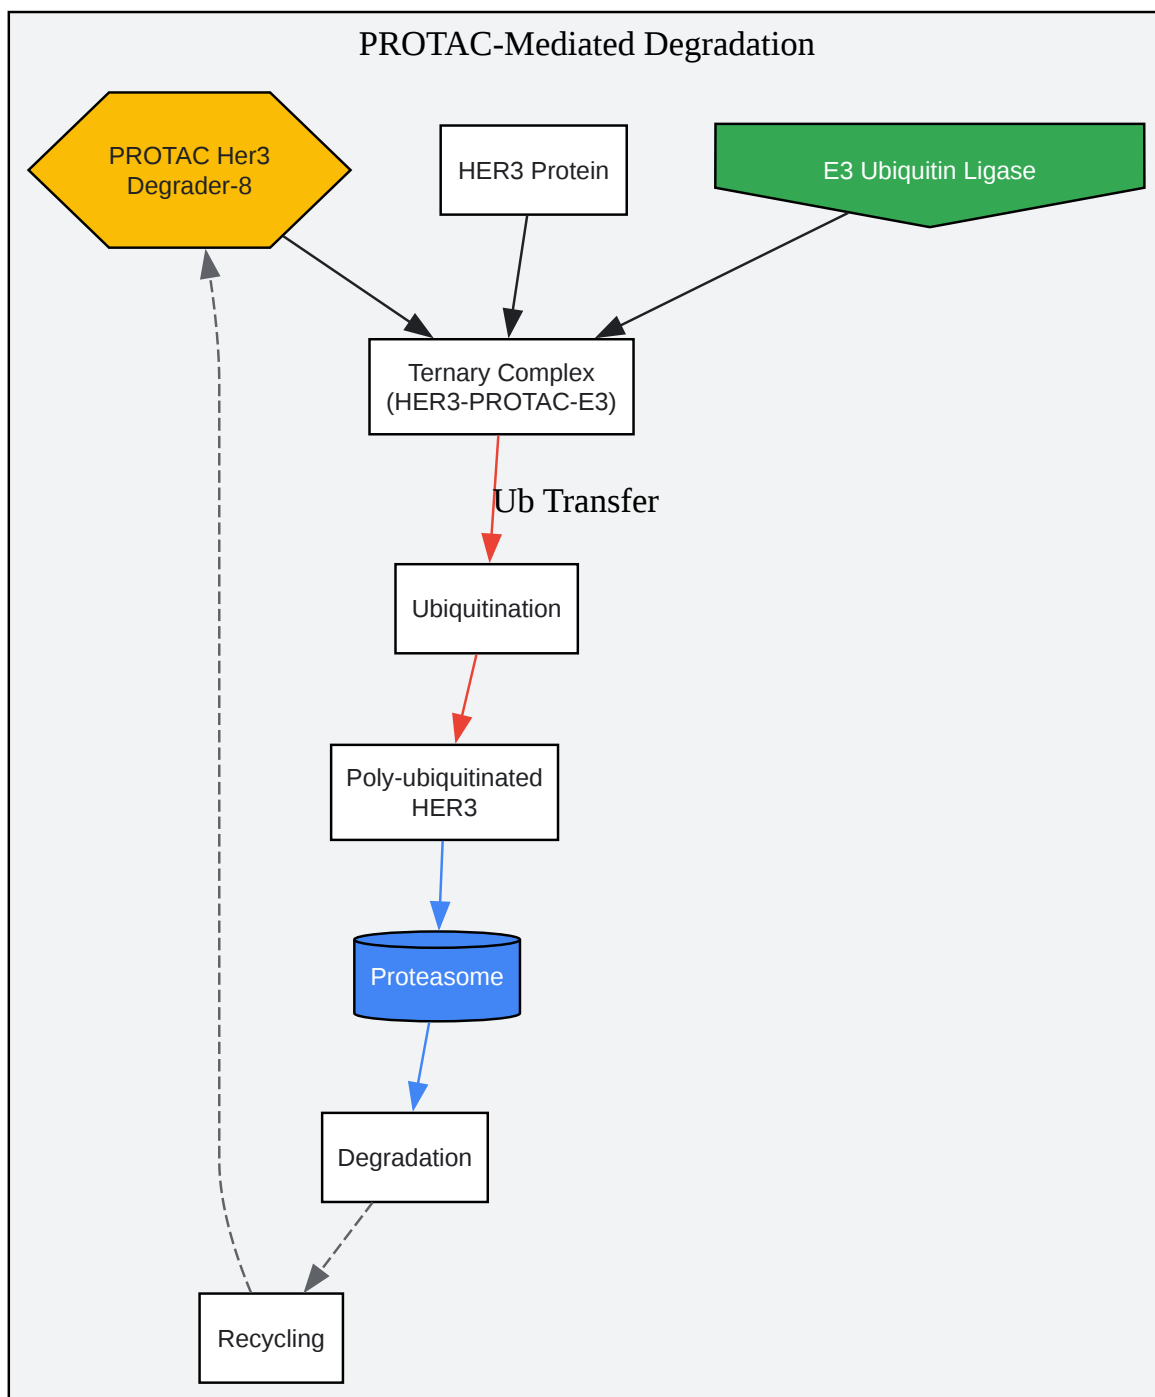 PROTAC-Mediated Degradation
PROTAC Her3
Degrader-8
HER3 Protein
E3 Ubiquitin Ligase
Ternary Complex
(HER3-PROTAC-E3)
Ub Transfer
Ubiquitination
Poly-ubiquitinated
HER3
Proteasome
Degradation
Recycling